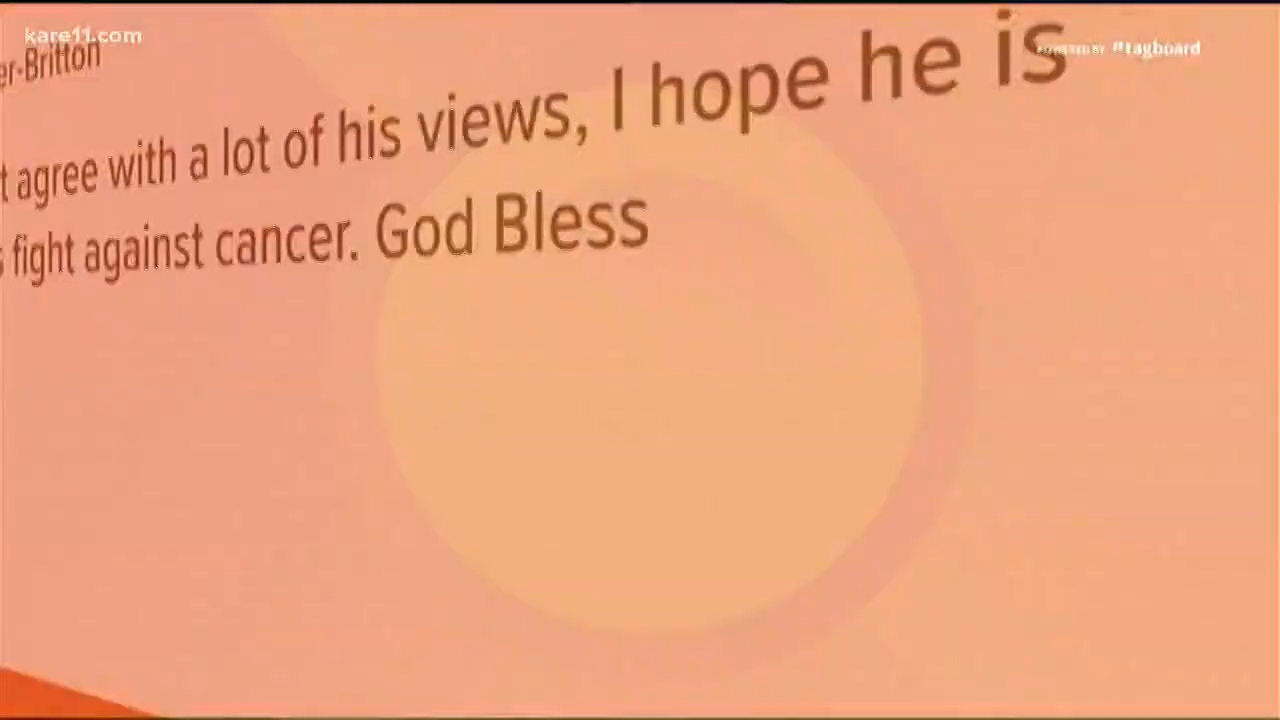 kare11.com
#tagboard
er-Britton
t agree with a lot of his views, I hope he is
s fight against cancer. God Bless